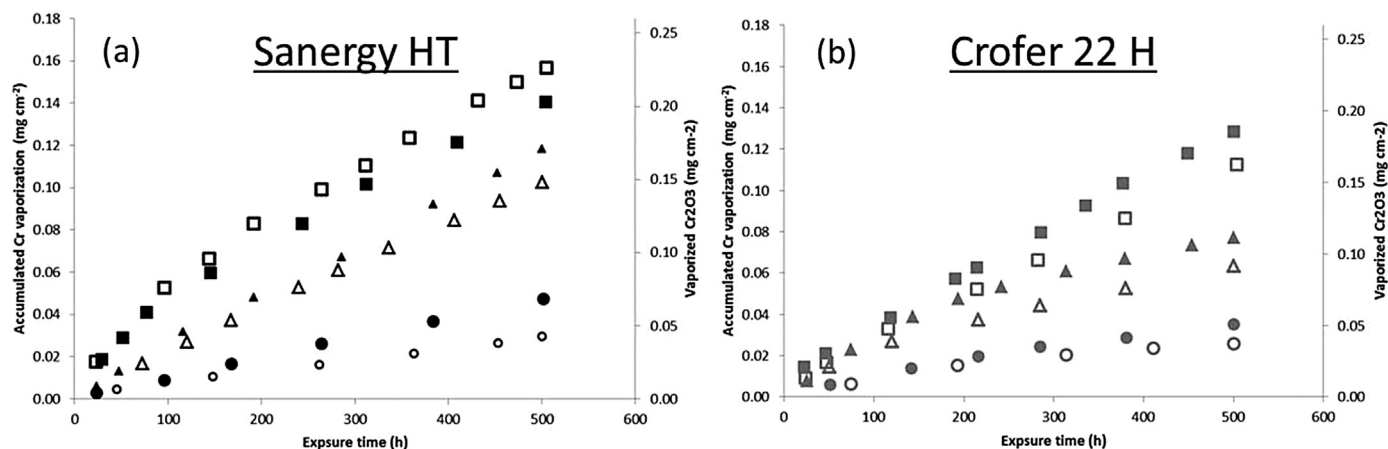 (a)
Sanergy HT
0.18
0.16
0.14
0.12
0.10
0.08
0.06
0.04
0.02
0.00
Accumulated Cr vaporization (mg cm-2)
0.25
0.20
0.15
0.10
0.05
0.00
Vaporized Cr2O3 (mg cm-2)
0 100 200 300 400 500 600
Expsure time (h)
(b)
Crofer 22 H
0.18
0.16
0.14
0.12
0.10
0.08
0.06
0.04
0.02
0.00
Accumulated Cr vaporization (mg cm-2)
0.25
0.20
0.15
0.10
0.05
0.00
Vaporized Cr2O3 (mg cm-2)
0 100 200 300 400 500 600
Expsure time (h)